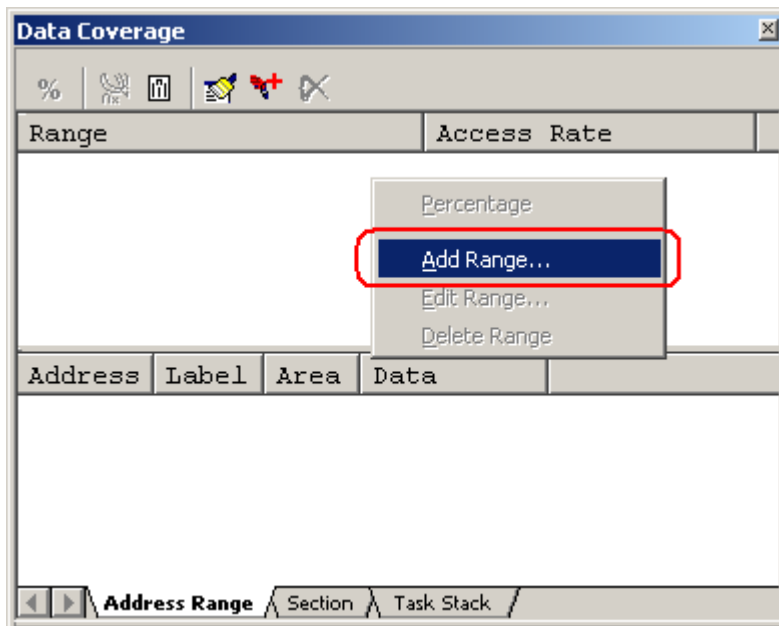 Data Coverage
%
Range Access Rate
Percentage
Add Range...
Edit Range...
Delete Range
Address Label Area Data
Address Range Section Task Stack